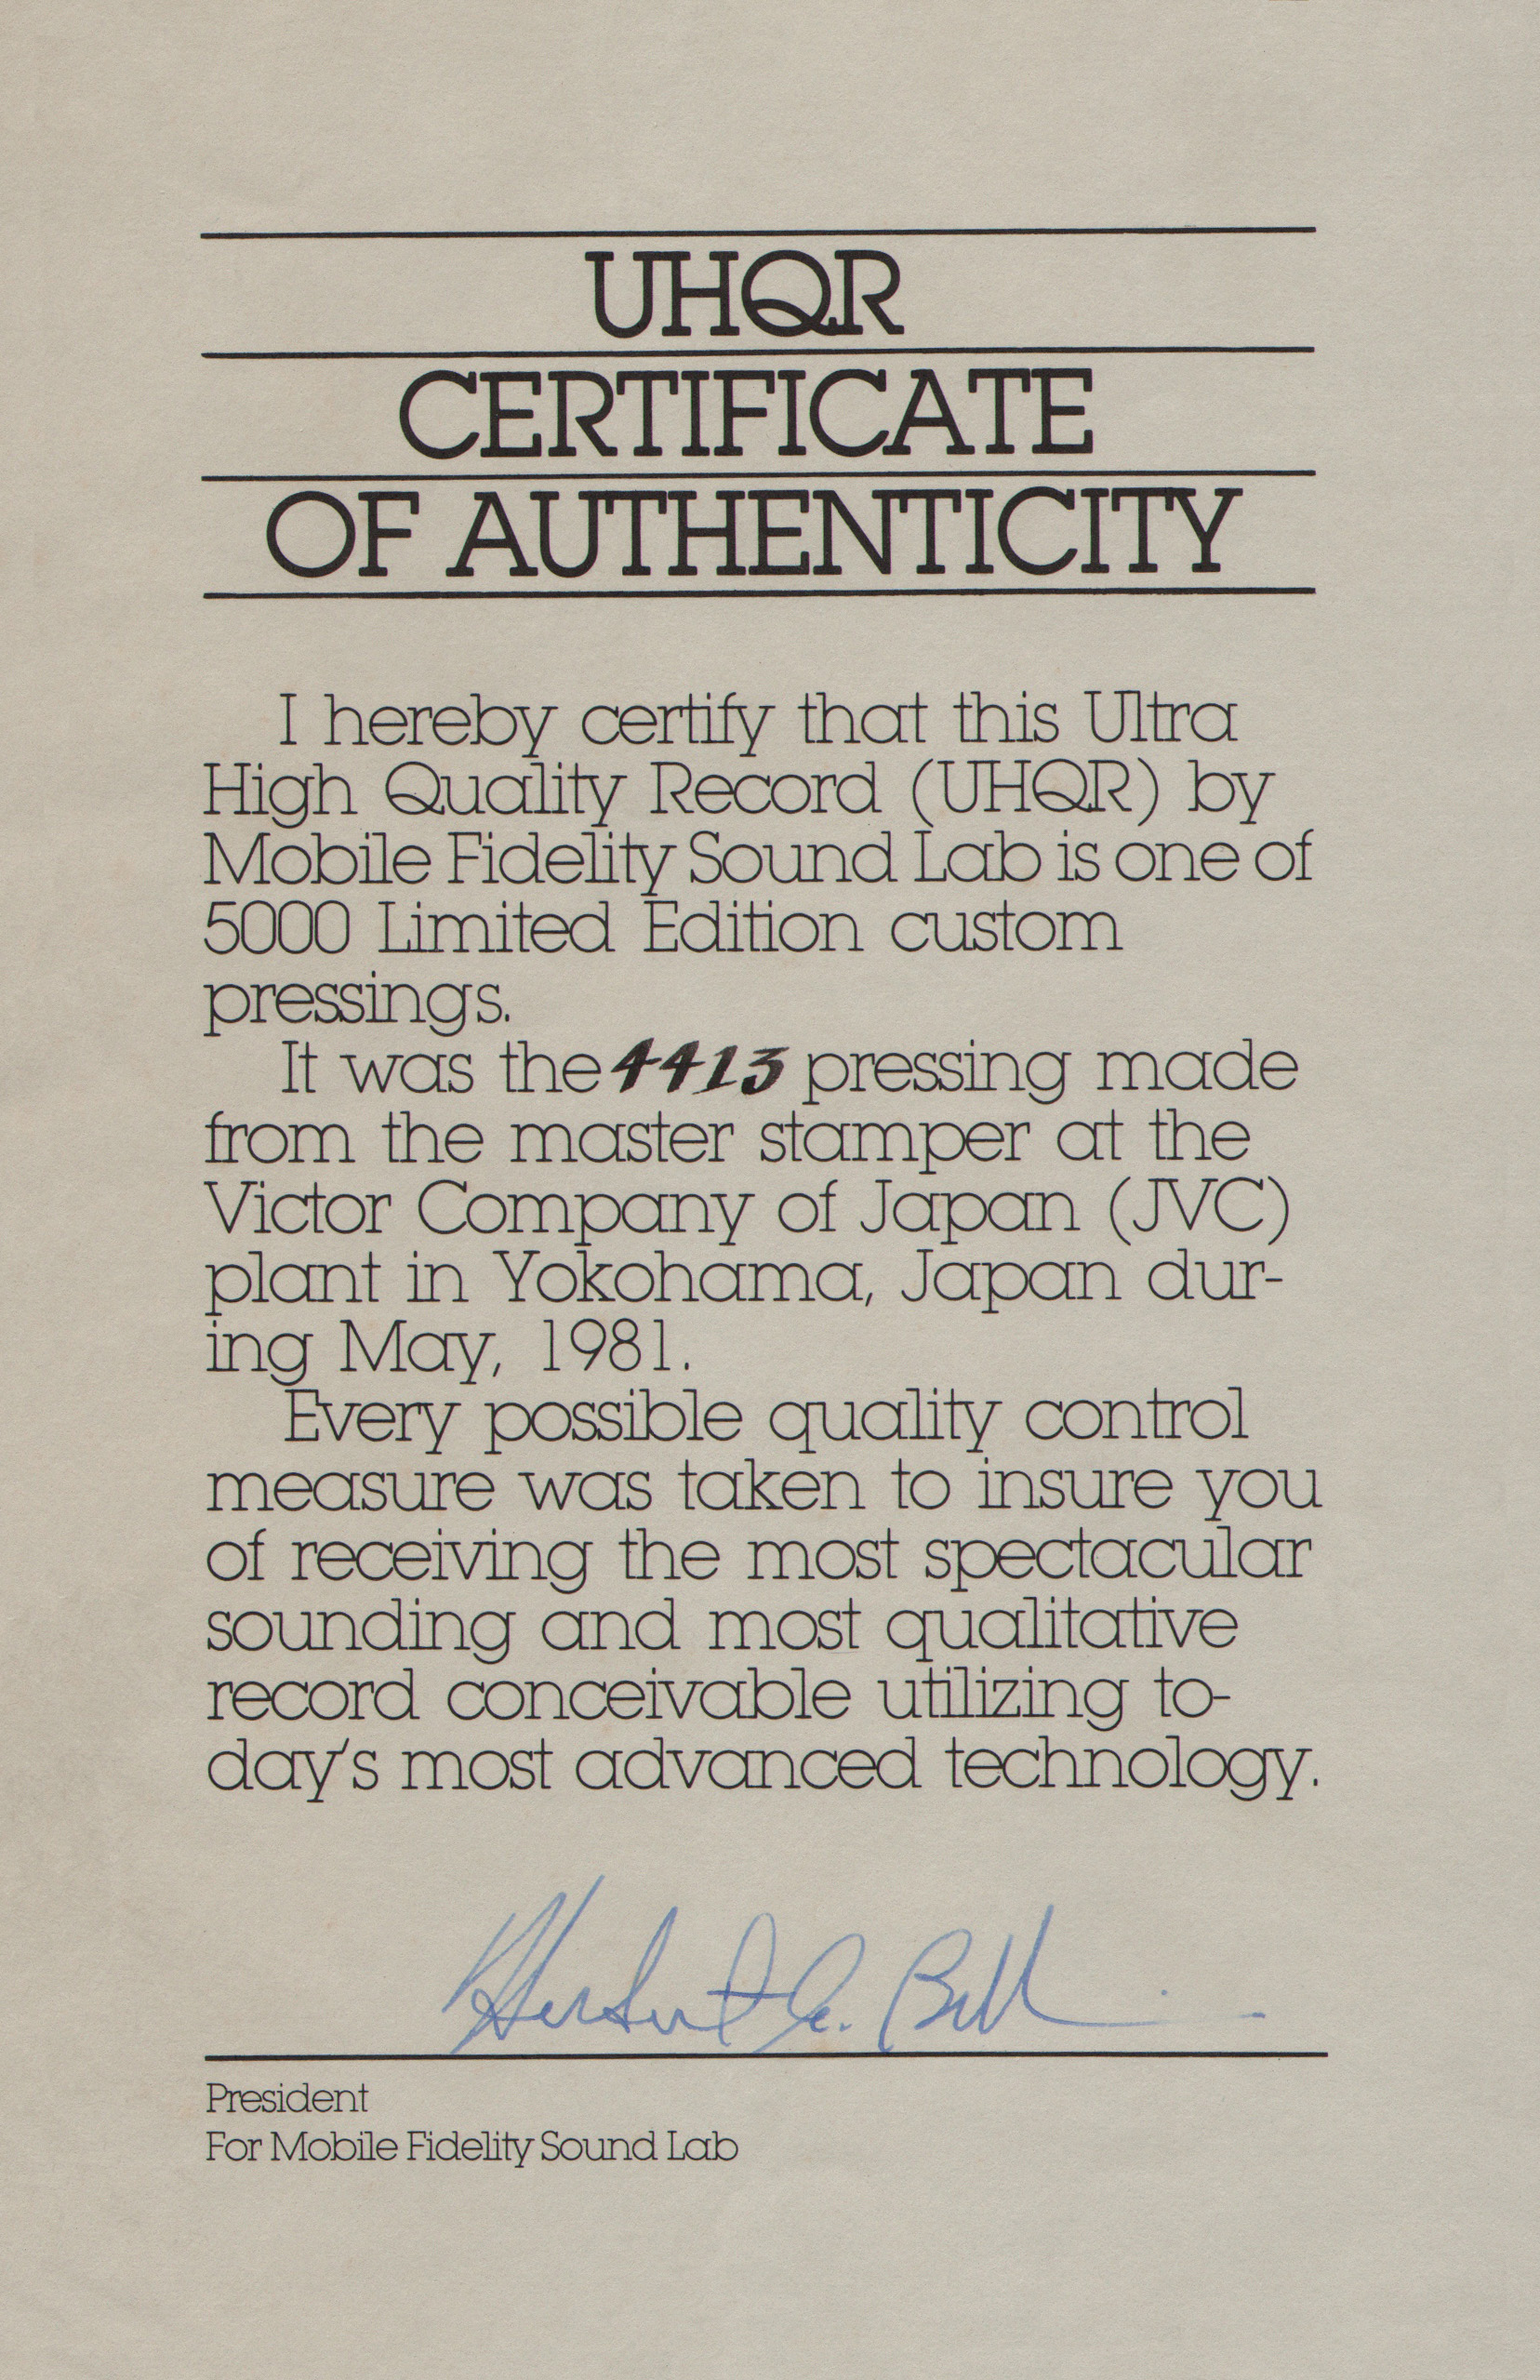 UHQR
CERTIFICATE
OF AUTHENTICITY
I hereby certify that this Ultra
High Quality Record (UHQR) by
Mobile Fidelity Sound Lab is one of
5000 Limited Edition custom
pressings.
It was the 4413 pressing made
from the master stamper at the
Victor Company of Japan (JVC)
plant in Yokohama, Japan dur-
ing May, 1981.
Every possible quality control
measure was taken to insure you
of receiving the most spectacular
sounding and most qualitative
record conceivable utilizing to-
day's most advanced technology.
Herbert
President
For Mobile Fidelity Sound Lab